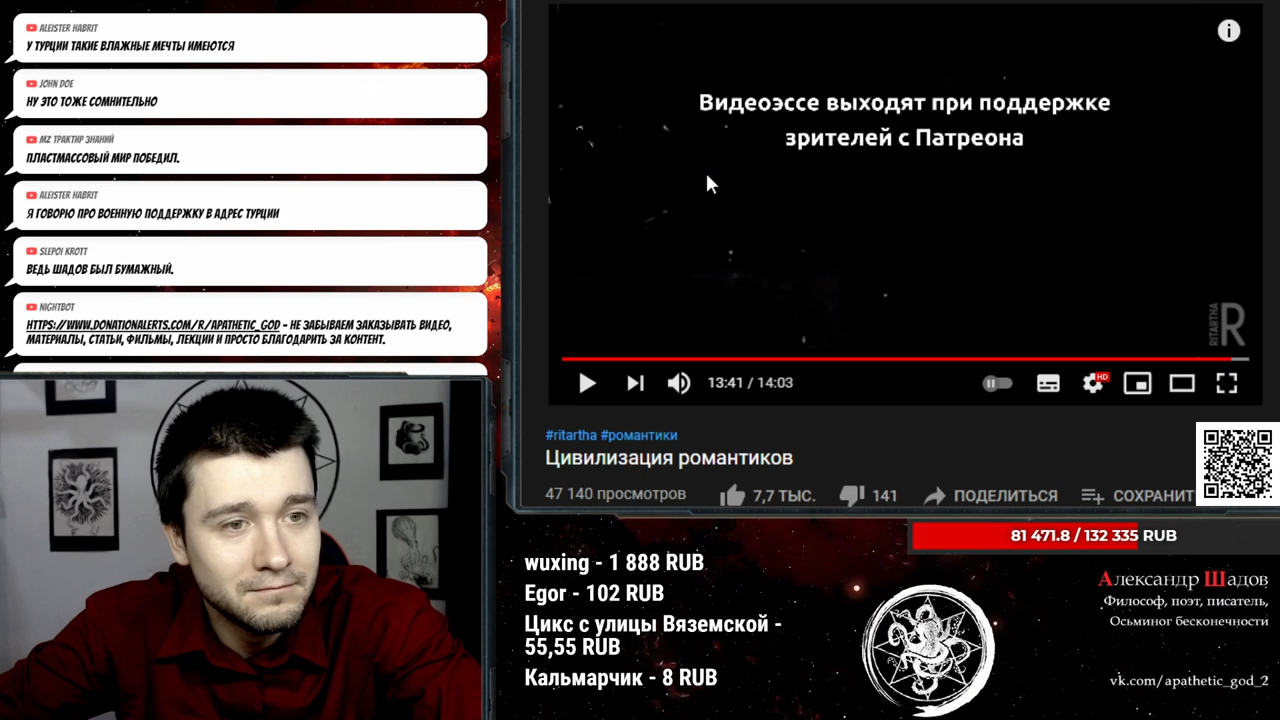 ALEISTER HABRIT
У ТУРЦИИ ТАКИЕ ВЛАЖНЫЕ МЕЧТЫ ИМЕЮТСЯ
JOHN DOE
НУ ЭТО ТОЖЕ СОМНИТЕЛЬНО
MZ ТРАКТИР ЗНАНИЙ
ПЛАСТМАССОВЫЙ МИР ПОБЕДИЛ.
ALEISTER HABRIT
Я ГОВОРЮ ПРО ВОЕННУЮ ПОДДЕРЖКУ В АДРЕС ТУРЦИИ
SLEPOI KROTT
ВЕДЬ ШАДОВ БЫЛ БУМАЖНЫЙ.
NIGHTBOT
HTTPS://WWW.DONATIONALERTS.COM/R/APATHETIC_GOD - НЕ ЗАБЫВАЕМ ЗАКАЗЫВАТЬ ВИДЕО,
МАТЕРИАЛЫ, СТАТЬИ, ФИЛЬМЫ, ЛЕКЦИИ И ПРОСТО БЛАГОДАРИТЬ ЗА КОНТЕНТ.
Видеоэссе выходят при поддержке
зрителей с Патреона
RITARTHA R
13:41 / 14:03
HD
#ritartha #романтики
Цивилизация романтиков
47 140 просмотров 7,7 ТЫС. 141 ПОДЕЛИТЬСЯ СОХРАНИТ
81 471.8 / 132 335 RUB
wuxing - 1 888 RUB
Egor - 102 RUB
Цикс с улицы Вяземской -
55,55 RUB
Кальмарчик - 8 RUB
Александр Шадов
Философ, поэт, писатель,
Осьминог бесконечности
vk.com/apathetic_god_2